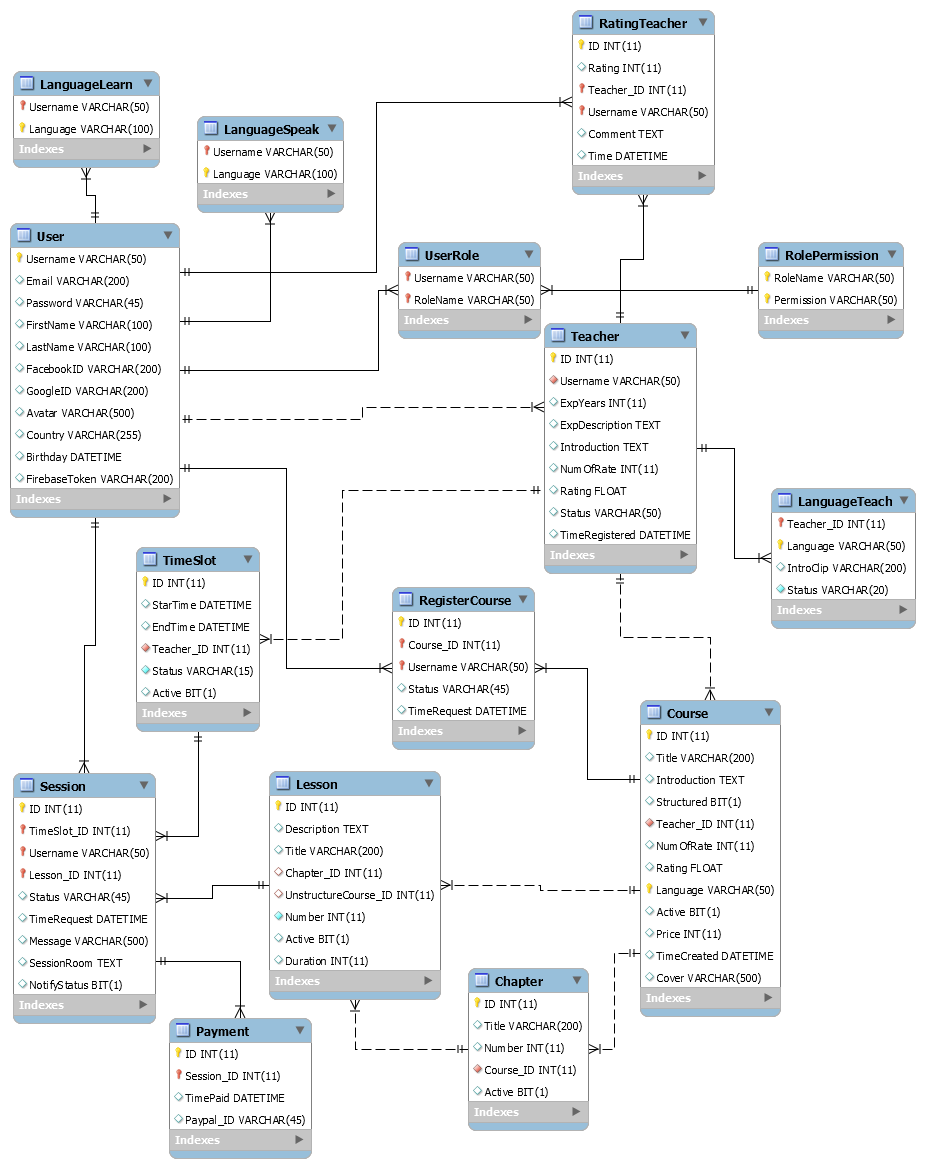 RatingTeacher
ID INT(11)
Rating INT(11)
Teacher_ID INT(11)
Username VARCHAR(50)
Comment TEXT
Time DATETIME
Indexes
LanguageLearn
Username VARCHAR(50)
Language VARCHAR(100)
Indexes
LanguageSpeak
Username VARCHAR(50)
Language VARCHAR(100)
Indexes
User
Username VARCHAR(50)
Email VARCHAR(200)
Password VARCHAR(45)
FirstName VARCHAR(100)
LastName VARCHAR(100)
FacebookID VARCHAR(200)
GoogleID VARCHAR(200)
Avatar VARCHAR(500)
Country VARCHAR(255)
Birthday DATETIME
FirebaseToken VARCHAR(200)
Indexes
UserRole
Username VARCHAR(50)
RoleName VARCHAR(50)
Indexes
RolePermission
RoleName VARCHAR(50)
Permission VARCHAR(50)
Indexes
Teacher
ID INT(11)
Username VARCHAR(50)
ExpYears INT(11)
ExpDescription TEXT
Introduction TEXT
NumOfRate INT(11)
Rating FLOAT
Status VARCHAR(50)
TimeRegistered DATETIME
Indexes
LanguageTeach
Teacher_ID INT(11)
Language VARCHAR(50)
IntroClip VARCHAR(200)
Status VARCHAR(20)
Indexes
TimeSlot
ID INT(11)
StarTime DATETIME
EndTime DATETIME
Teacher_ID INT(11)
Status VARCHAR(15)
Active BIT(1)
Indexes
RegisterCourse
ID INT(11)
Course_ID INT(11)
Username VARCHAR(50)
Status VARCHAR(45)
TimeRequest DATETIME
Indexes
Course
ID INT(11)
Title VARCHAR(200)
Introduction TEXT
Structured BIT(1)
Teacher_ID INT(11)
NumOfRate INT(11)
Rating FLOAT
Language VARCHAR(50)
Active BIT(1)
Price INT(11)
TimeCreated DATETIME
Cover VARCHAR(500)
Indexes
Session
ID INT(11)
TimeSlot_ID INT(11)
Username VARCHAR(50)
Lesson_ID INT(11)
Status VARCHAR(45)
TimeRequest DATETIME
Message VARCHAR(500)
SessionRoom TEXT
NotifyStatus BIT(1)
Indexes
Lesson
ID INT(11)
Description TEXT
Title VARCHAR(200)
Chapter_ID INT(11)
UnstructureCourse_ID INT(11)
Number INT(11)
Active BIT(1)
Duration INT(11)
Indexes
Chapter
ID INT(11)
Title VARCHAR(200)
Number INT(11)
Course_ID INT(11)
Active BIT(1)
Indexes
Payment
ID INT(11)
Session_ID INT(11)
TimePaid DATETIME
Paypal_ID VARCHAR(45)
Indexes